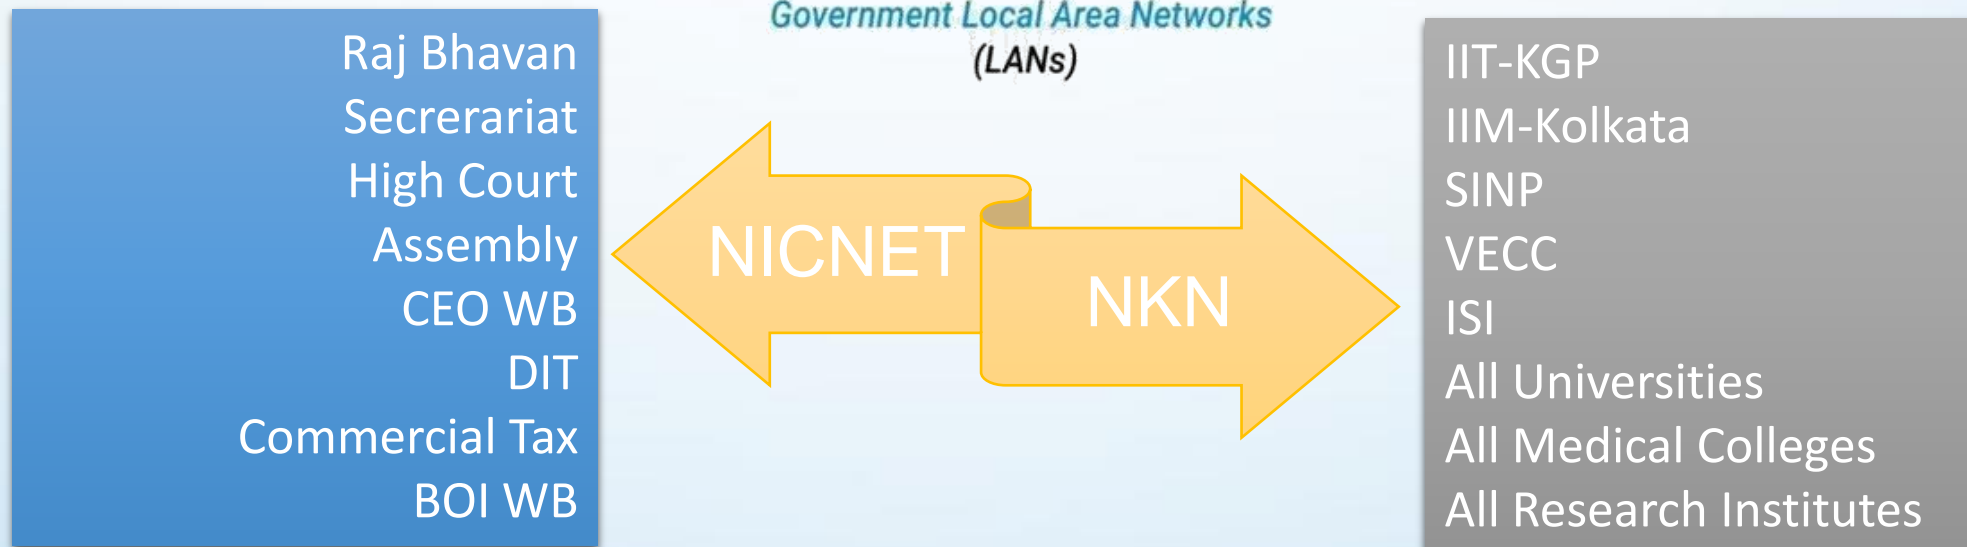 Government Local Area Networks
(LANs)
Raj Bhavan
Secrerariat
High Court
Assembly
CEO WB
DIT
Commercial Tax
BOI WB
NICNET
NKN
IIT-KGP
IIM-Kolkata
SINP
VECC
ISI
All Universities
All Medical Colleges
All Research Institutes